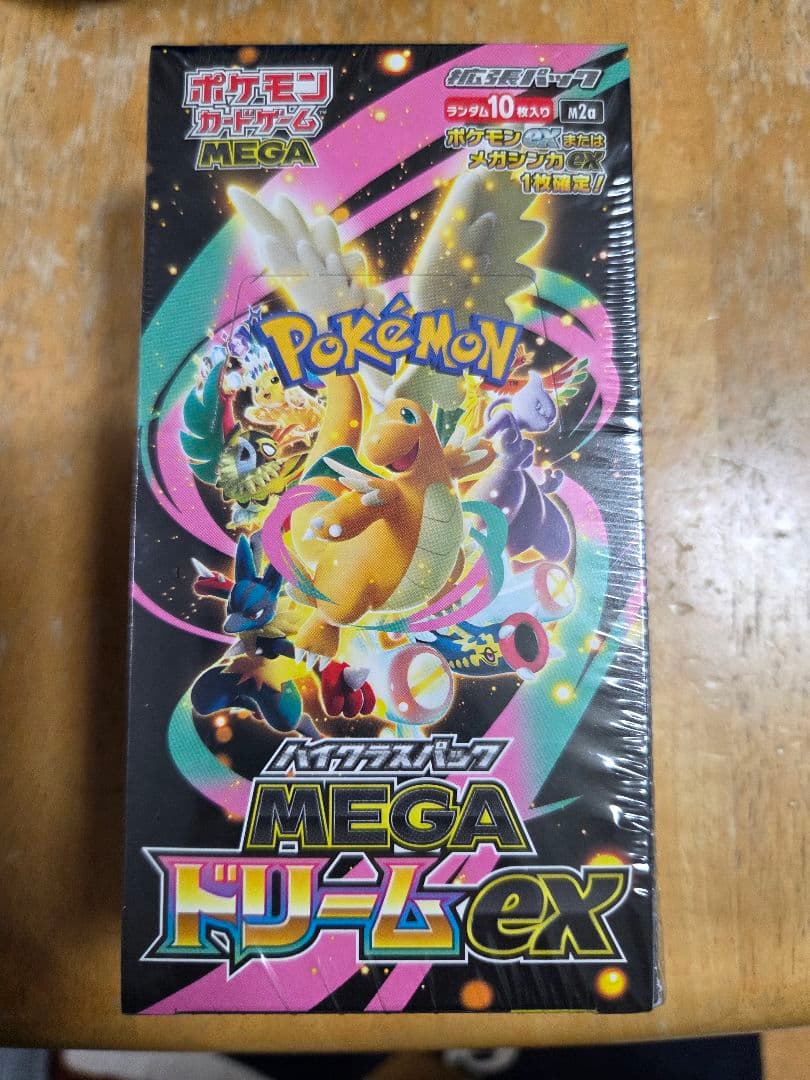 ポケモン
カードゲーム
MEGA
拡張パック
ランダム10枚入り
M2a
ポケモンexまたは
メガシンカex
1枚確定!
POKéMON
TM
ハイクラスパック
MEGA
ドリームex